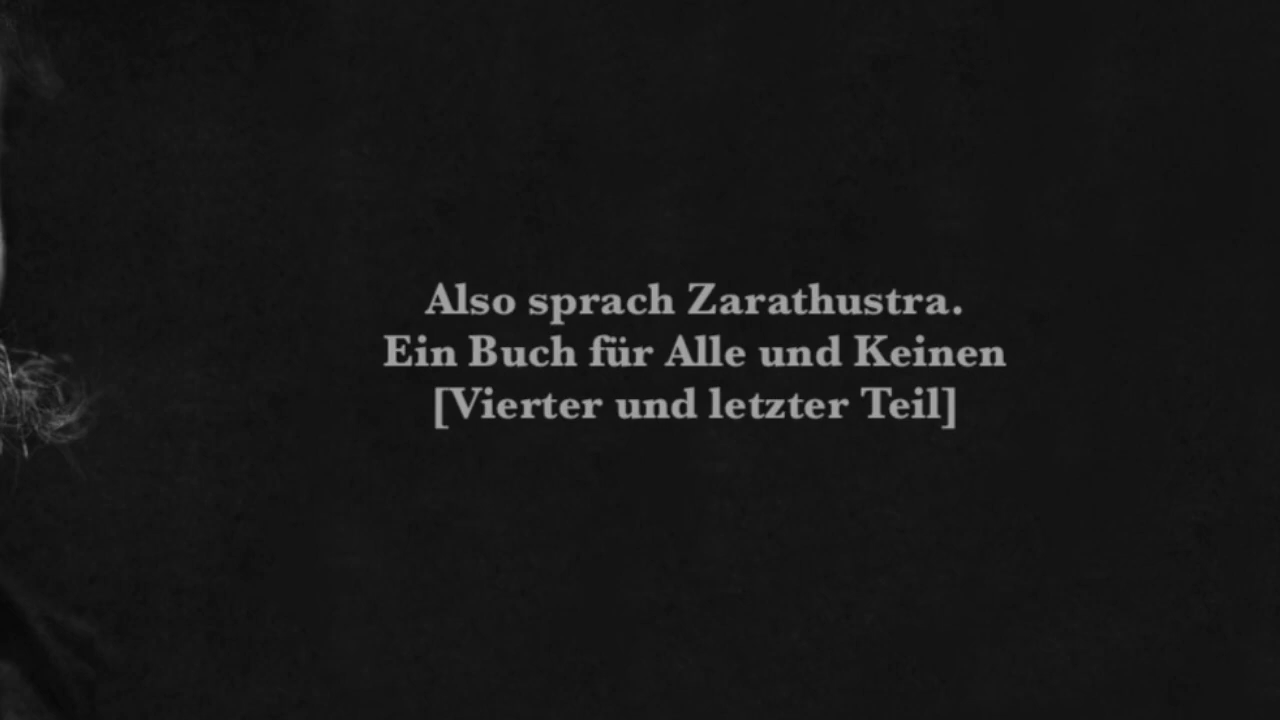 Also sprach Zarathustra.
Ein Buch für Alle und Keinen
[Vierter und letzter Teil]